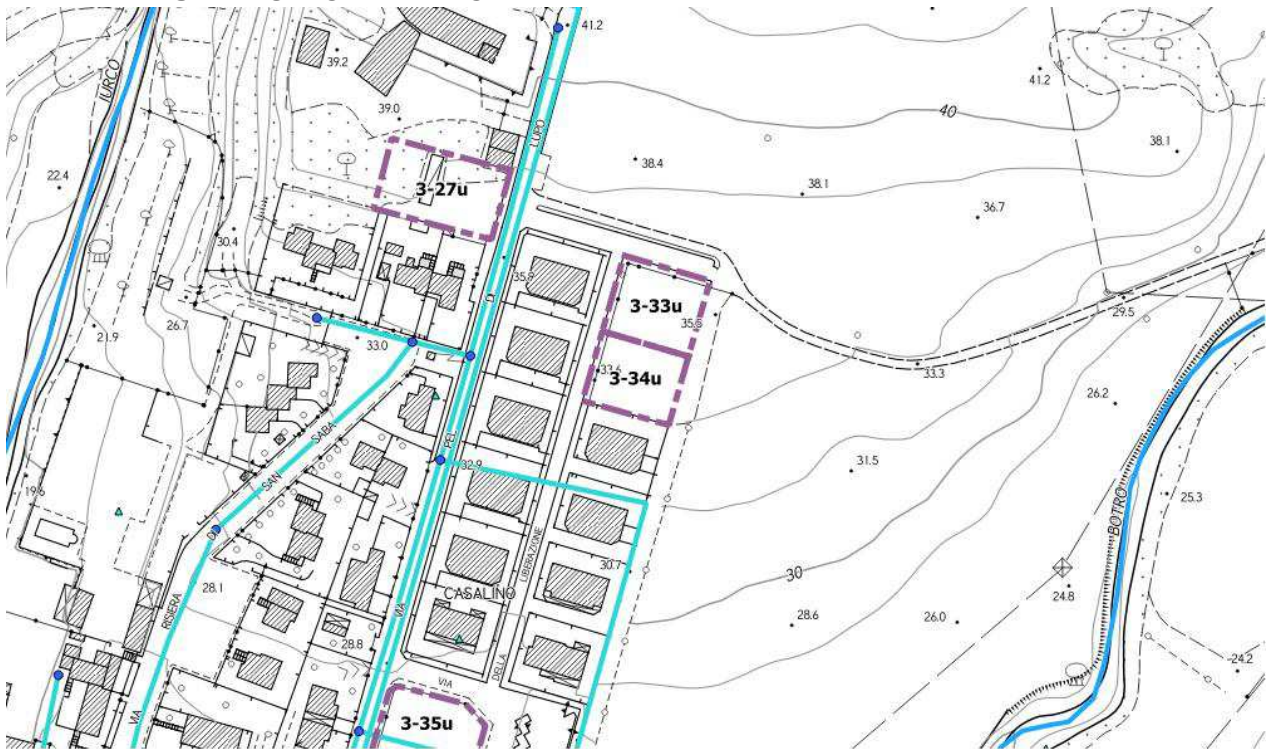 41.2
39.2
IURCO
LUPO
41.2
39.0
40
38.1
38.4
22.4
3-27u
38.1
36.7
30.4
35.9
DI
3-33u
29.5
26.7
35.5
21.9
33.0
33.6
33.3
3-34u
26.2
SABA
PEL
32.9
31.5
SAN
19.6
25.3
DI
BOTRO
LIBERAZIONE
30.7
30
28.1
CASALINO
24.8
RISIERA
VIA
28.6
26.0
28.8
DELLA
24.2
VIA
VIA
3-35u